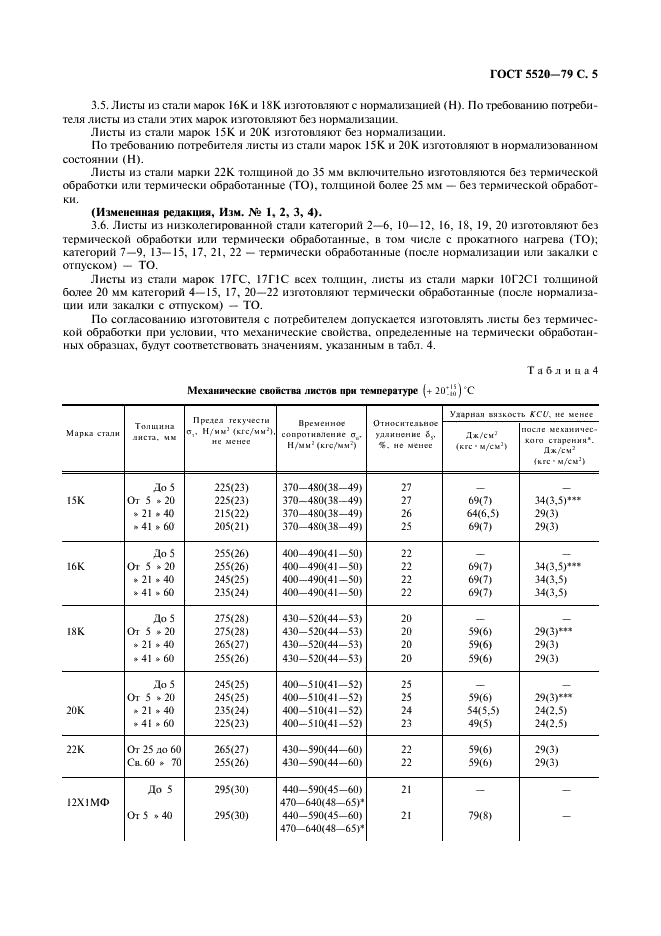 ГОСТ 5520—79 С. 5
3.5. Листы из стали марок 16К и 18К изготовляют с нормализацией (Н). По требованию потреби-
теля листы из стали этих марок изготовляют без нормализации.
Листы из стали марок 15К и 20К изготовляют без нормализации.
По требованию потребителя листы из стали марок 15К и 20К изготовляют в нормализованном
состоянии (Н).
Листы из стали марки 22К толщиной до 35 мм включительно изготовляются без термической
обработки или термически обработанные (ТО), толщиной более 25 мм — без термической обработ-
ки.
(Измененная редакция, Изм. № 1, 2, 3, 4).
3.6. Листы из низколегированной стали категорий 2—6, 10—12, 16, 18, 19, 20 изготовляют без
термической обработки или термически обработанные, в том числе с прокатного нагрева (ТО);
категорий 7—9, 13—15, 17, 21, 22 — термически обработанные (после нормализации или закалки с
отпуском) — ТО.
Листы из стали марок 17ГС, 17Г1С всех толщин, листы из стали марки 10Г2С1 толщиной
более 20 мм категорий 4—15, 17, 20—22 изготовляют термически обработанные (после нормализа-
ции или закалки с отпуском) — ТО.
По согласованию изготовителя с потребителем допускается изготовлять листы без термичес-
кой обработки при условии, что механические свойства, определенные на термически обработан-
ных образцах, будут соответствовать значениям, указанным в табл. 4.
Таблица 4
Механические свойства листов при температуре (+ 20 +15 −10) °С
Марка стали
Толщина
листа, мм
Предел текучести
σт, Н/мм² (кгс/мм²),
не менее
Временное
сопротивление σв,
Н/мм² (кгс/мм²)
Относительное
удлинение δ5,
%, не менее
Ударная вязкость KCU, не менее
Дж/см²
(кгс · м/см²)
после механичес-
кого старения*,
Дж/см²
(кгс · м/см²)
До 5 225(23) 370—480(38—49) 27 — —
15К От 5 » 20 225(23) 370—480(38—49) 27 69(7) 34(3,5)***
» 21 » 40 215(22) 370—480(38—49) 26 64(6,5) 29(3)
» 41 » 60 205(21) 370—480(38—49) 25 69(7) 29(3)
До 5 255(26) 400—490(41—50) 22 — —
16К От 5 » 20 255(26) 400—490(41—50) 22 69(7) 34(3,5)***
» 21 » 40 245(25) 400—490(41—50) 22 69(7) 34(3,5)
» 41 » 60 235(24) 400—490(41—50) 22 69(7) 34(3,5)
До 5 275(28) 430—520(44—53) 20 — —
18К От 5 » 20 275(28) 430—520(44—53) 20 59(6) 29(3)***
» 21 » 40 265(27) 430—520(44—53) 20 59(6) 29(3)
» 41 » 60 255(26) 430—520(44—53) 20 59(6) 29(3)
До 5 245(25) 400—510(41—52) 25 — —
От 5 » 20 245(25) 400—510(41—52) 25 59(6) 29(3)***
20К » 21 » 40 235(24) 400—510(41—52) 24 54(5,5) 24(2,5)
» 41 » 60 225(23) 400—510(41—52) 23 49(5) 24(2,5)
22К От 25 до 60 265(27) 430—590(44—60) 22 59(6) 29(3)
Св. 60 » 70 255(26) 430—590(44—60) 22 59(6) 29(3)
До 5 295(30) 440—590(45—60) 21 — —
12Х1МФ 470—640(48—65)*
От 5 » 40 295(30) 440—590(45—60) 21 79(8) —
470—640(48—65)*